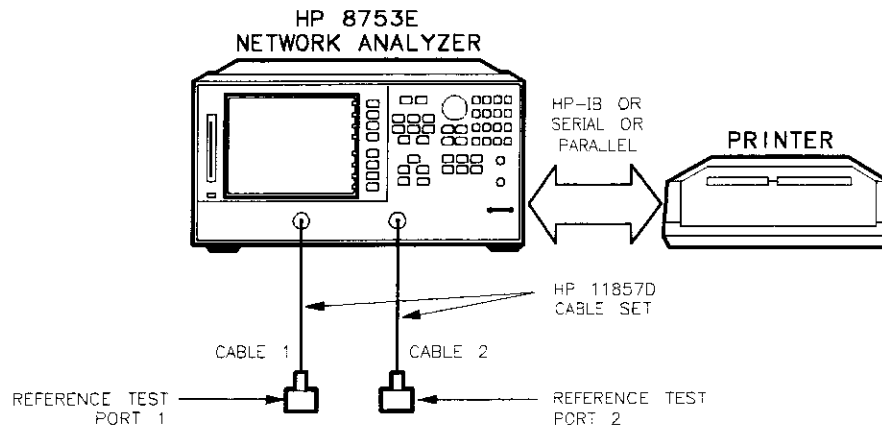 HP 8753E
NETWORK ANALYZER
HP-IB OR
SERIAL OR
PARALLEL
PRINTER
HP 11857D
CABLE SET
CABLE 1
CABLE 2
REFERENCE TEST
PORT 1
REFERENCE TEST
PORT 2